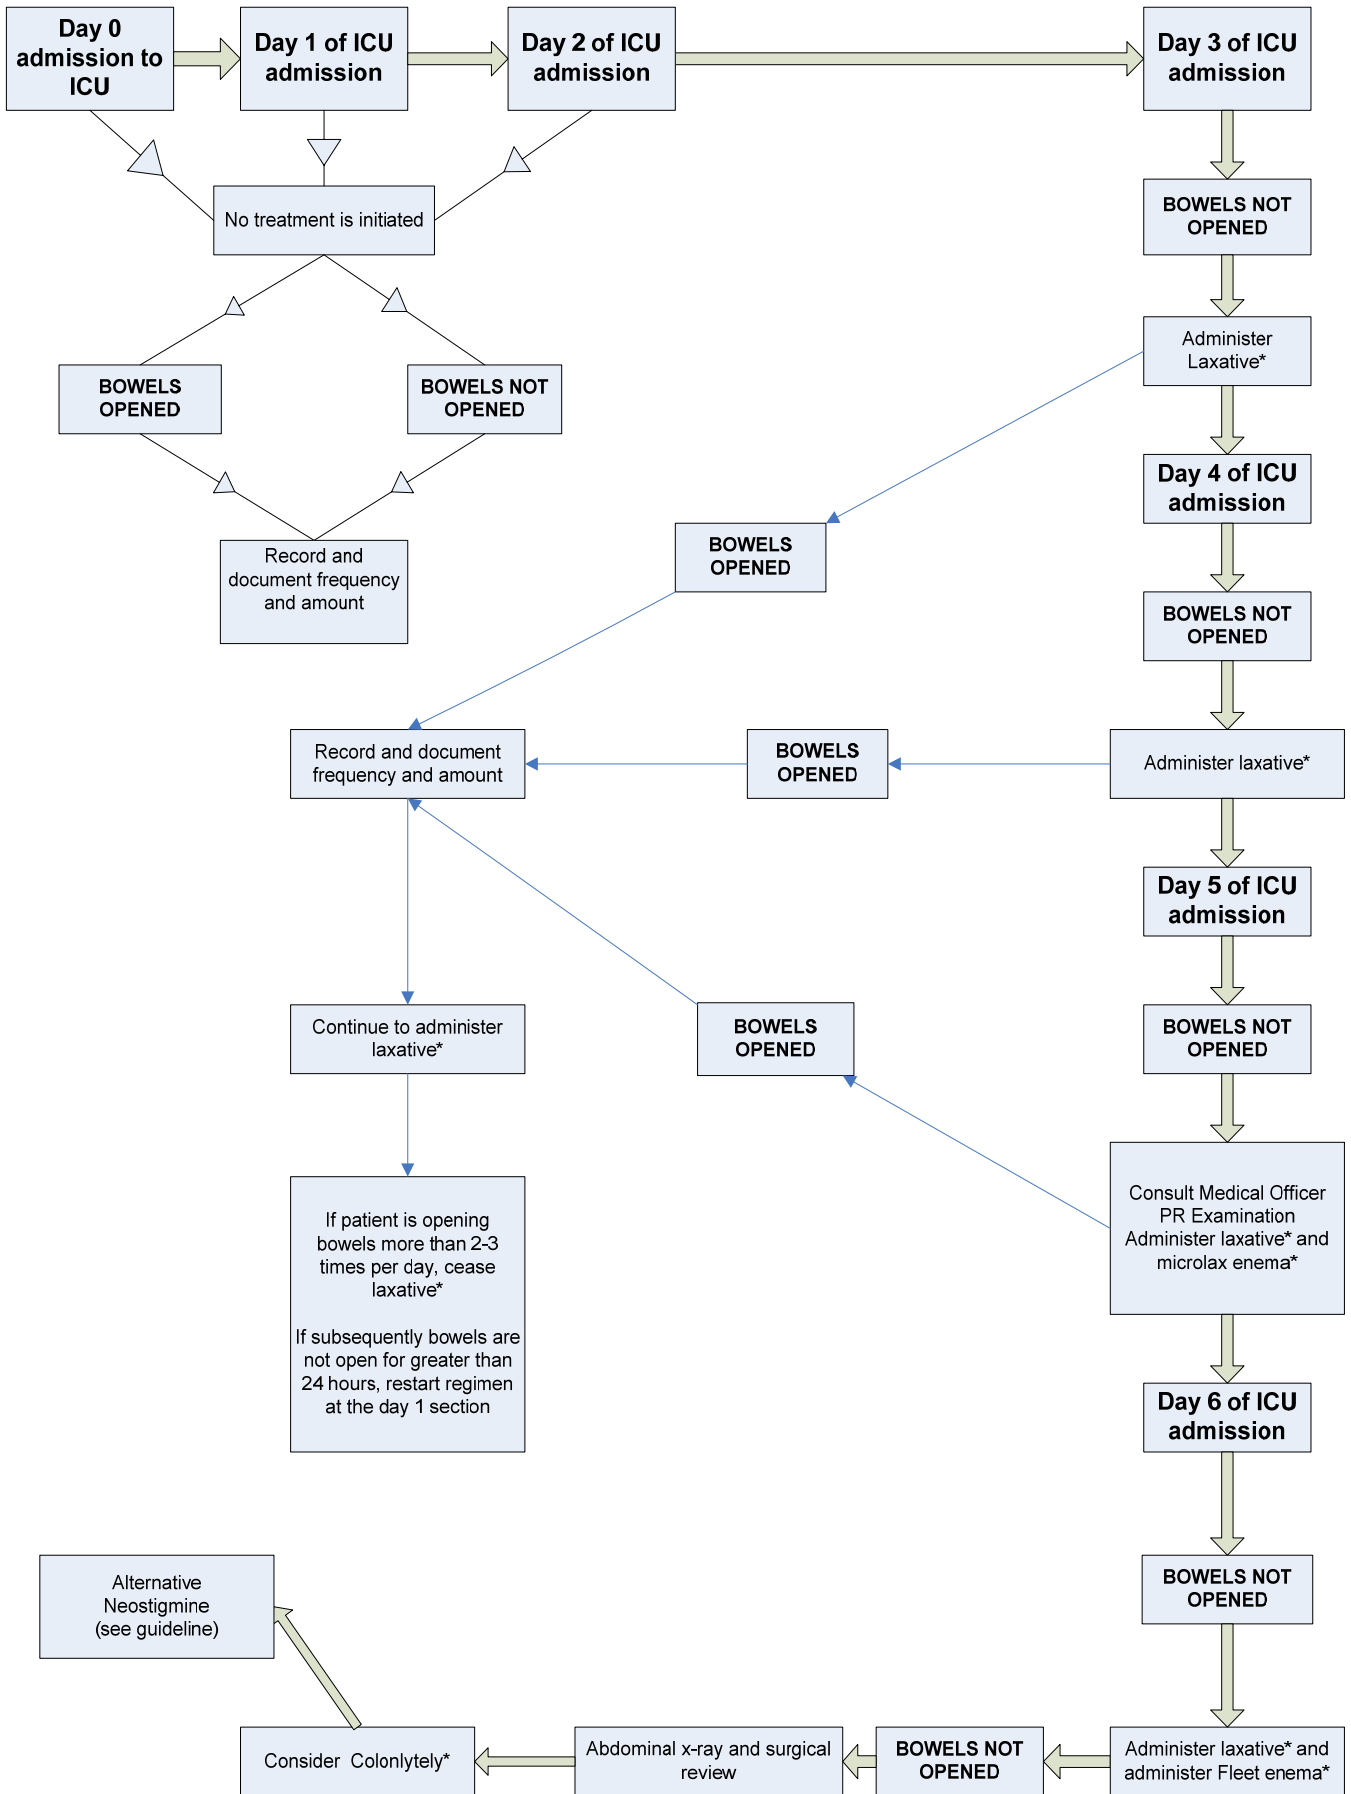 Day 0
admission to
ICU
Day 1 of ICU
admission
Day 2 of ICU
admission
Day 3 of ICU
admission
No treatment is initiated
BOWELS NOT
OPENED
Administer
Laxative*
BOWELS
OPENED
BOWELS NOT
OPENED
Day 4 of ICU
admission
BOWELS
OPENED
Record and
document frequency
and amount
BOWELS NOT
OPENED
Record and document
frequency and amount
BOWELS
OPENED
Administer laxative*
Day 5 of ICU
admission
Continue to administer
laxative*
BOWELS
OPENED
BOWELS NOT
OPENED
If patient is opening
bowels more than 2-3
times per day, cease
laxative*
If subsequently bowels are
not open for greater than
24 hours, restart regimen
at the day 1 section
Consult Medical Officer
PR Examination
Administer laxative* and
microlax enema*
Day 6 of ICU
admission
Alternative
Neostigmine
(see guideline)
BOWELS NOT
OPENED
Consider Colonlytely*
Abdominal x-ray and surgical
review
BOWELS NOT
OPENED
Administer laxative* and
administer Fleet enema*